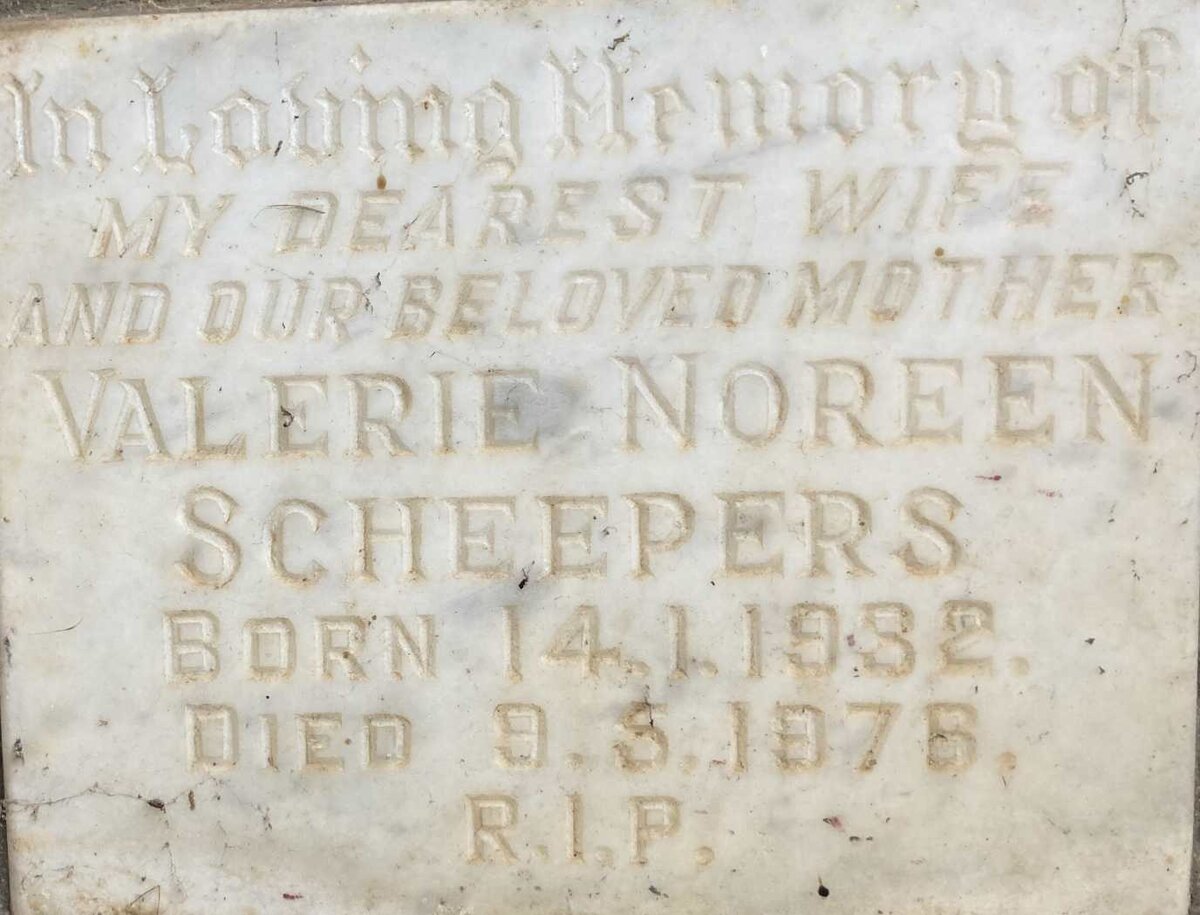 In Loving Memory of
MY DEAREST WIFE
AND OUR BELOVED MOTHER
VALERIE NOREEN
SCHEEPERS
BORN 14.1.1932.
DIED 9.5.1976.
R.I.P.